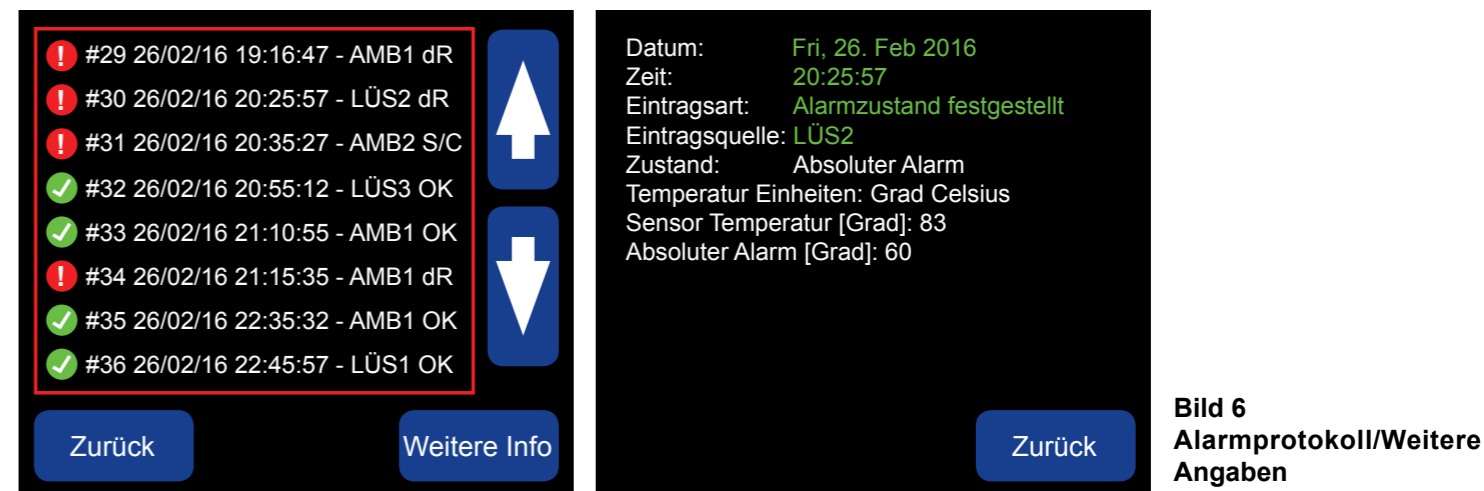 #29 26/02/16 19:16:47 - AMB1 dR
#30 26/02/16 20:25:57 - LÜS2 dR
#31 26/02/16 20:35:27 - AMB2 S/C
#32 26/02/16 20:55:12 - LÜS3 OK
#33 26/02/16 21:10:55 - AMB1 OK
#34 26/02/16 21:15:35 - AMB1 dR
#35 26/02/16 22:35:32 - AMB1 OK
#36 26/02/16 22:45:57 - LÜS1 OK
Zurück
Weitere Info
Datum: Fri, 26. Feb 2016
Zeit: 20:25:57
Eintragsart: Alarmzustand festgestellt
Eintragsquelle: LÜS2
Zustand: Absoluter Alarm
Temperatur Einheiten: Grad Celsius
Sensor Temperatur [Grad]: 83
Absoluter Alarm [Grad]: 60
Zurück
Bild 6
Alarmprotokoll/Weitere
Angaben